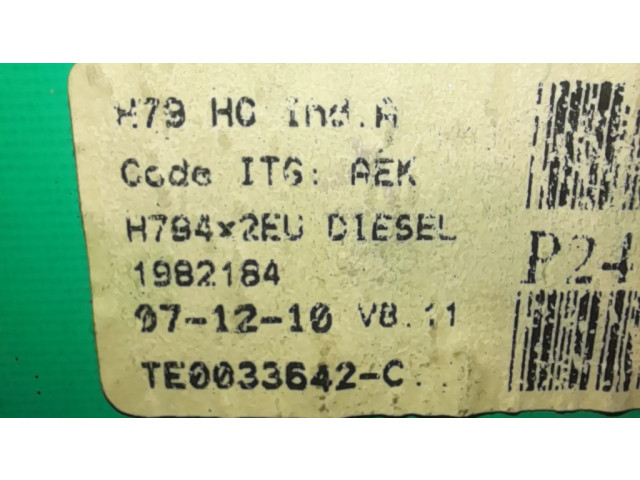 H79 HC Ind.A
Code ITG: AEK
H794x2EU DIESEL
1982184
07-12-10 V8.11
TE0033642-C
P24